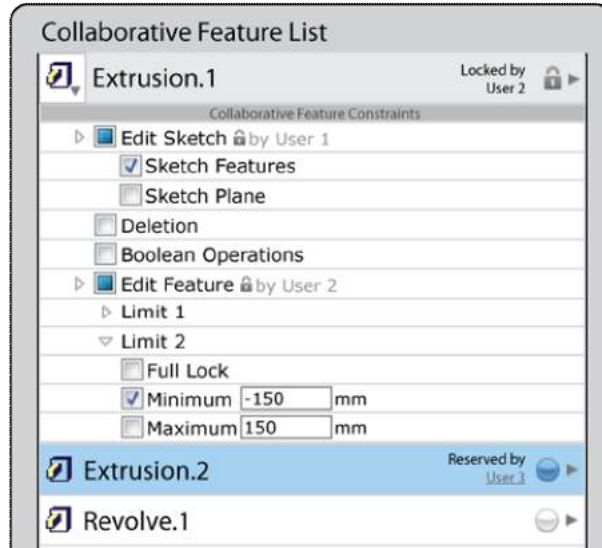 Collaborative Feature List
Extrusion.1 Locked by User 2
Collaborative Feature Constraints
Edit Sketch by User 1
Sketch Features
Sketch Plane
Deletion
Boolean Operations
Edit Feature by User 2
Limit 1
Limit 2
Full Lock
Minimum -150 mm
Maximum 150 mm
Extrusion.2 Reserved by User 3
Revolve.1